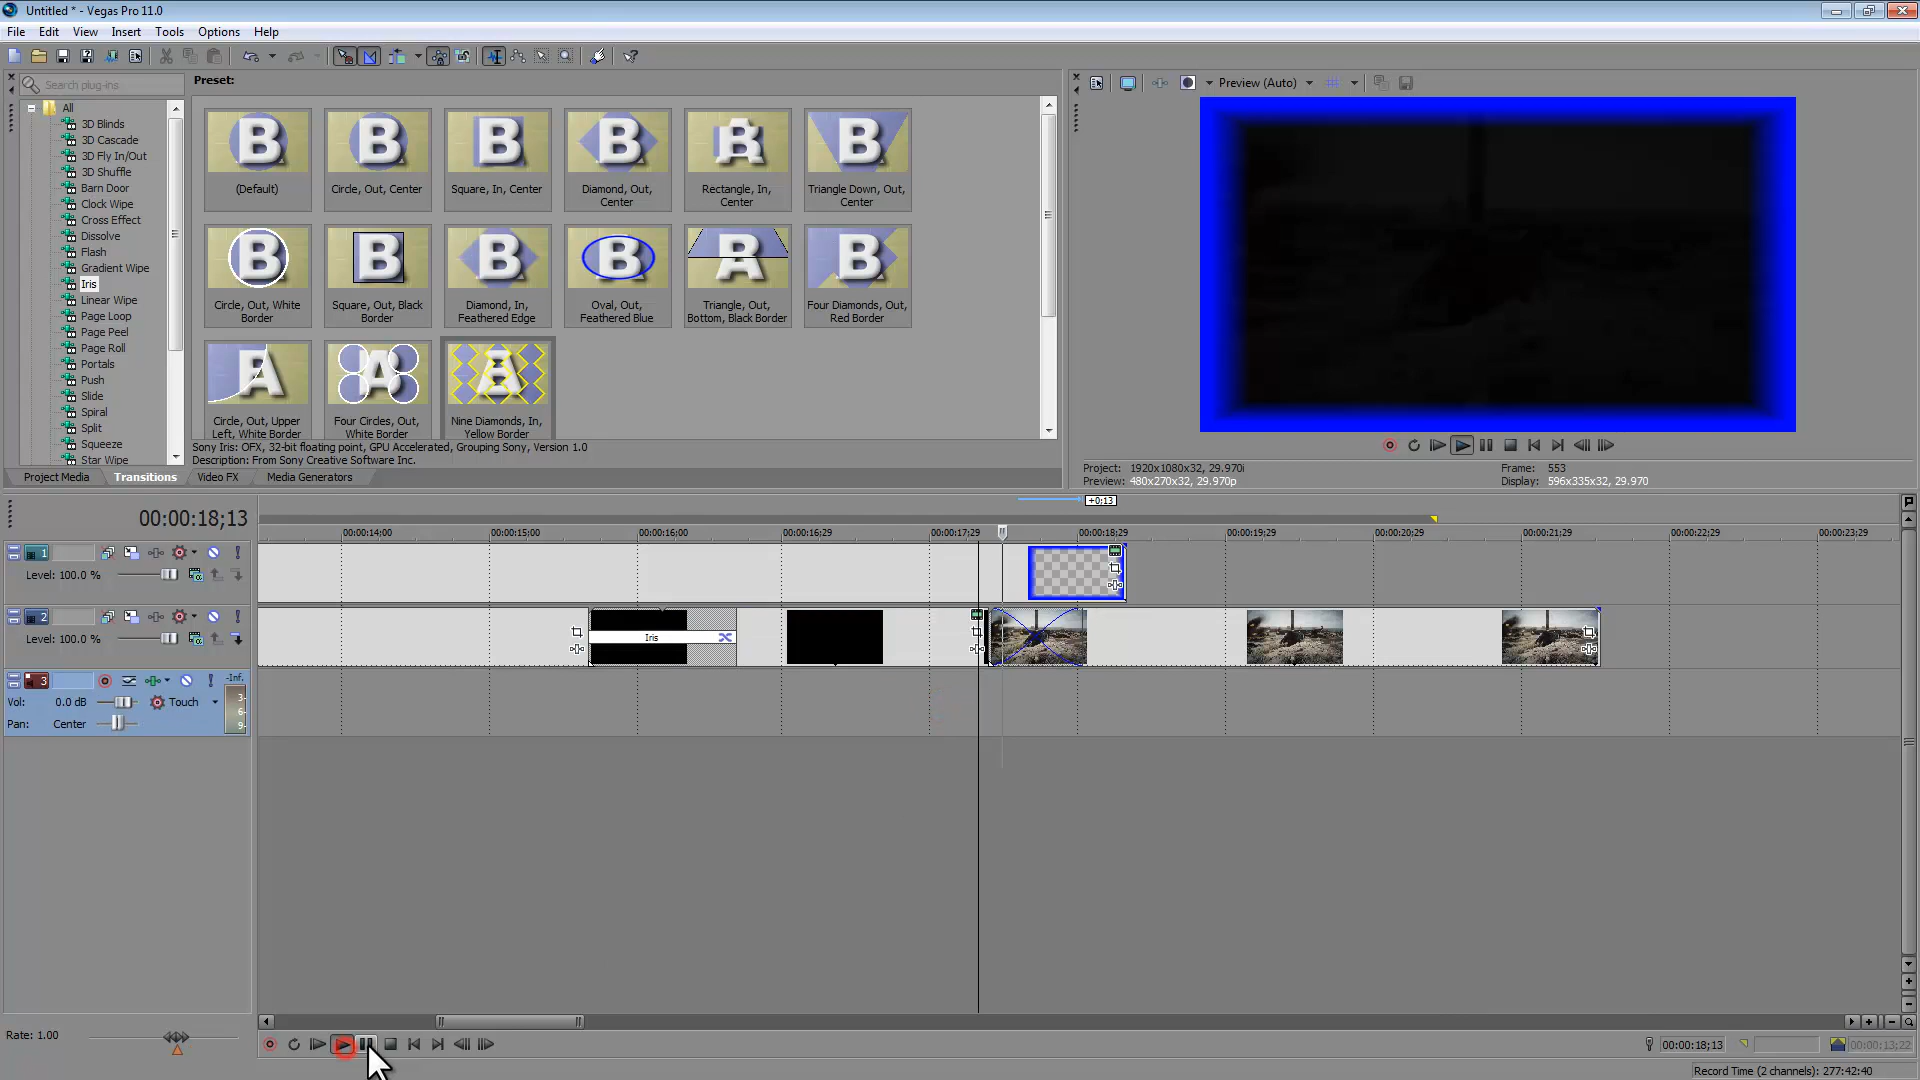 Untitled * - Vegas Pro 11.0
File Edit View Insert Tools Options Help
Search plug-ins
All
3D Blinds
3D Cascade
3D Fly In/Out
3D Shuffle
Barn Door
Clock Wipe
Cross Effect
Dissolve
Flash
Gradient Wipe
Iris
Linear Wipe
Page Loop
Page Peel
Page Roll
Portals
Push
Slide
Spiral
Split
Squeeze
Star Wipe
Preset:
(Default)
Circle, Out, Center
Square, In, Center
Diamond, Out, Center
Rectangle, In, Center
Triangle Down, Out, Center
Circle, Out, White Border
Square, Out, Black Border
Diamond, In, Feathered Edge
Oval, Out, Feathered Blue
Triangle, Out, Bottom, Black Border
Four Diamonds, Out, Red Border
Circle, Out, Upper Left, White Border
Four Circles, Out, White Border
Nine Diamonds, In, Yellow Border
Sony Iris: OFX, 32-bit floating point, GPU Accelerated, Grouping Sony, Version 1.0
Description: From Sony Creative Software Inc.
Project Media Transitions Video FX Media Generators
Preview (Auto)
Project: 1920x1080x32, 29.970i
Preview: 480x270x32, 29.970p
Frame: 553
Display: 596x335x32, 29.970
+0;13
00:00:18;13
00:00:14;00 00:00:15;00 00:00:16;00 00:00:16;29 00:00:17;29 00:00:18;29 00:00:19;29 00:00:20;29 00:00:21;29 00:00:22;29 00:00:23;29
1
Level: 100.0 %
2
Level: 100.0 %
Iris
3
-Inf.
Vol: 0.0 dB Touch
Pan: Center
3-
6-
9-
Rate: 1.00
00:00:18;13
00:00:13;22
Record Time (2 channels): 277:42:40